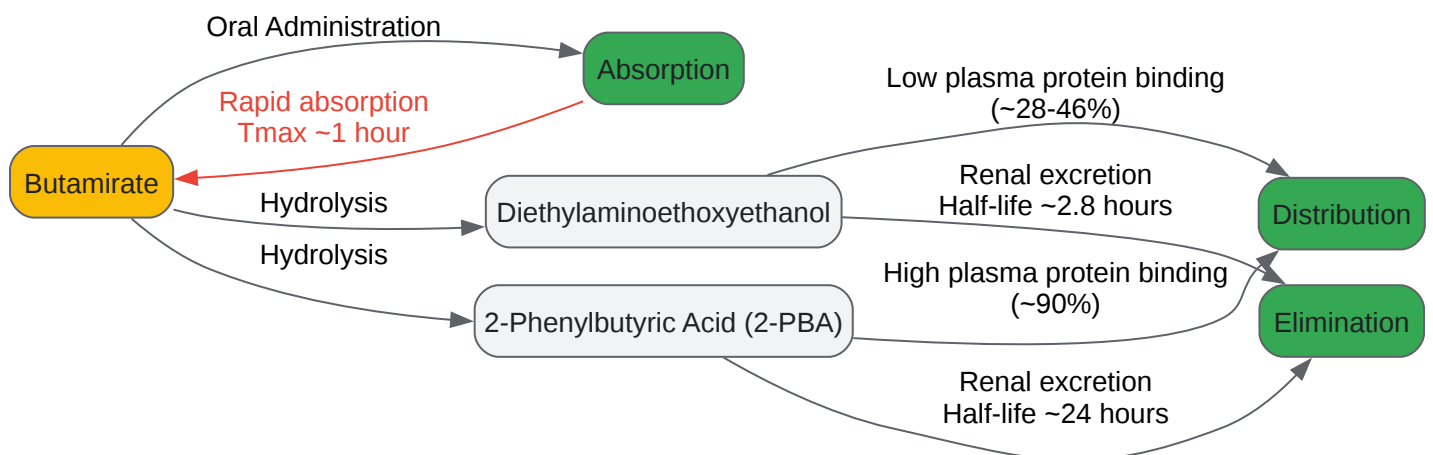 Oral Administration
Absorption
Rapid absorption
Tmax ~1 hour
Butamirate
Hydrolysis
Hydrolysis
Diethylaminoethoxyethanol
2-Phenylbutyric Acid (2-PBA)
Low plasma protein binding
(~28-46%)
Renal excretion
Half-life ~2.8 hours
Distribution
High plasma protein binding
(~90%)
Elimination
Renal excretion
Half-life ~24 hours